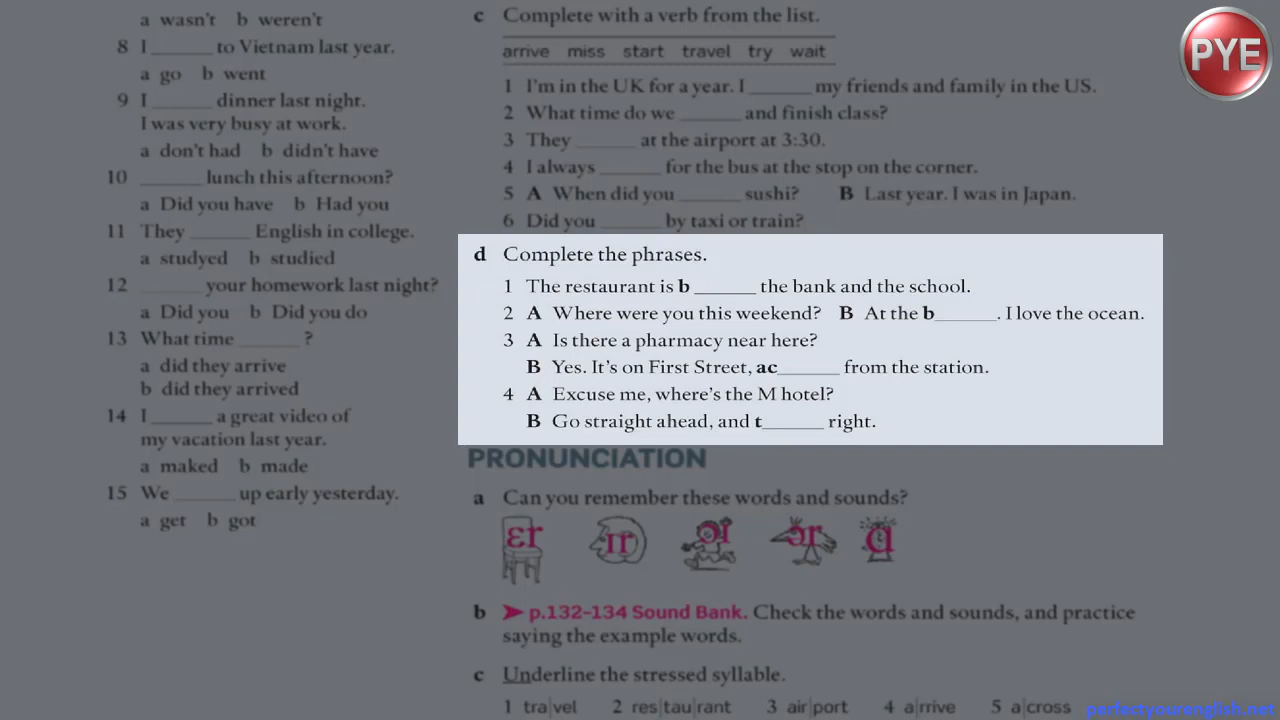 a wasn't b weren't
8 I ______ to Vietnam last year.
a go b went
9 I ______ dinner last night.
I was very busy at work.
a don't had b didn't have
10 ______ lunch this afternoon?
a Did you have b Had you
11 They ______ English in college.
a studyed b studied
12 ______ your homework last night?
a Did you b Did you do
13 What time ______ ?
a did they arrive
b did they arrived
14 I ______ a great video of
my vacation last year.
a maked b made
15 We ______ up early yesterday.
a get b got
c Complete with a verb from the list.
arrive miss start travel try wait
1 I'm in the UK for a year. I ______ my friends and family in the US.
2 What time do we ______ and finish class?
3 They ______ at the airport at 3:30.
4 I always ______ for the bus at the stop on the corner.
5 A When did you ______ sushi? B Last year. I was in Japan.
6 Did you ______ by taxi or train?
d Complete the phrases.
1 The restaurant is b ______ the bank and the school.
2 A Where were you this weekend? B At the b______. I love the ocean.
3 A Is there a pharmacy near here?
B Yes. It's on First Street, ac______ from the station.
4 A Excuse me, where's the M hotel?
B Go straight ahead, and t______ right.
PRONUNCIATION
a Can you remember these words and sounds?
ɛr ɪr ɔr ər ɑ
b ➤ p.132–134 Sound Bank. Check the words and sounds, and practice
saying the example words.
c Underline the stressed syllable.
1 tra|vel 2 res|tau|rant 3 air|port 4 a|rrive 5 a|cross
PYE
perfectyourenglish.net